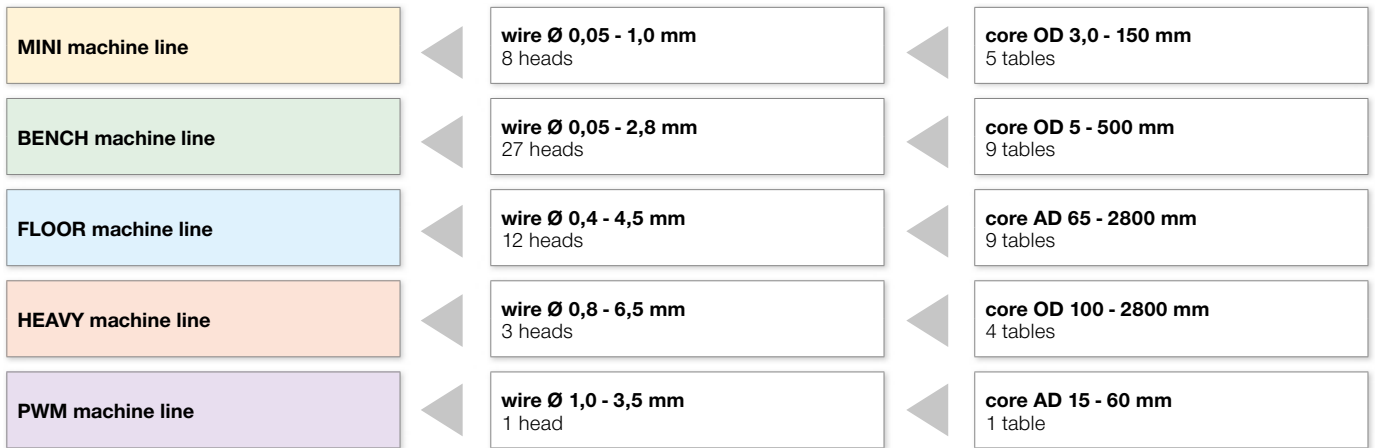 MINI machine line
wire Ø 0,05 - 1,0 mm
8 heads
core OD 3,0 - 150 mm
5 tables
BENCH machine line
wire Ø 0,05 - 2,8 mm
27 heads
core OD 5 - 500 mm
9 tables
FLOOR machine line
wire Ø 0,4 - 4,5 mm
12 heads
core AD 65 - 2800 mm
9 tables
HEAVY machine line
wire Ø 0,8 - 6,5 mm
3 heads
core OD 100 - 2800 mm
4 tables
PWM machine line
wire Ø 1,0 - 3,5 mm
1 head
core AD 15 - 60 mm
1 table